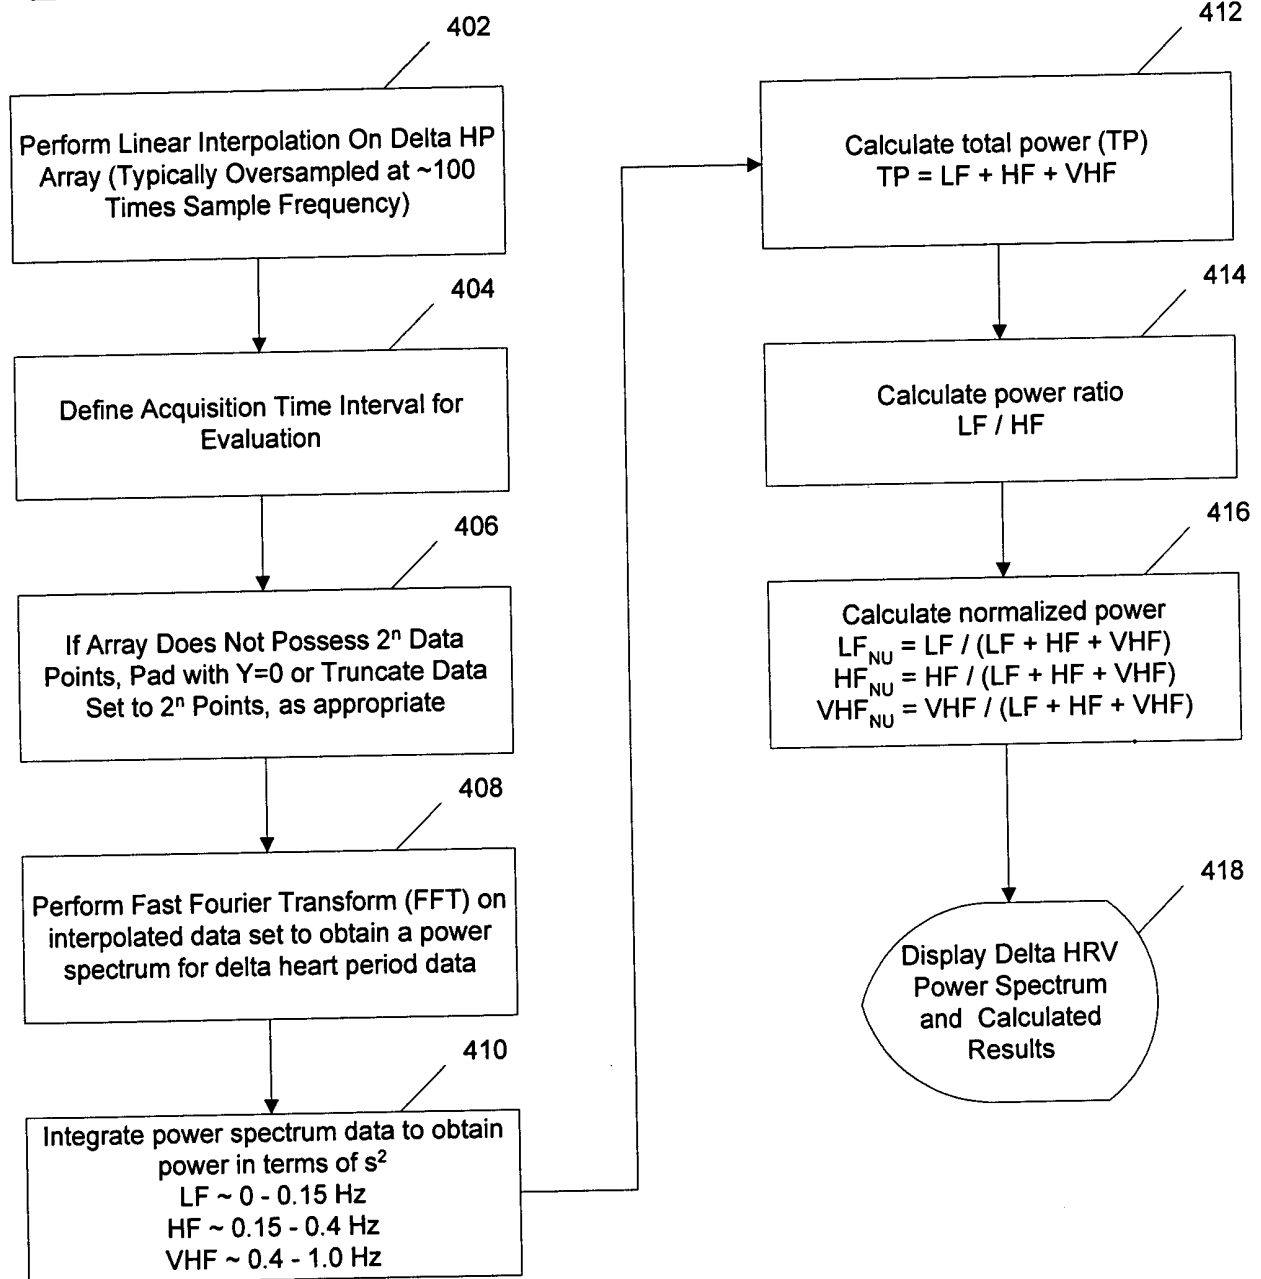 402
Perform Linear Interpolation On Delta HP
Array (Typically Oversampled at ~100
Times Sample Frequency)
404
Define Acquisition Time Interval for
Evaluation
406
If Array Does Not Possess 2ⁿ Data
Points, Pad with Y=0 or Truncate Data
Set to 2ⁿ Points, as appropriate
408
Perform Fast Fourier Transform (FFT) on
interpolated data set to obtain a power
spectrum for delta heart period data
410
Integrate power spectrum data to obtain
power in terms of s²
LF ~ 0 - 0.15 Hz
HF ~ 0.15 - 0.4 Hz
VHF ~ 0.4 - 1.0 Hz
412
Calculate total power (TP)
TP = LF + HF + VHF
414
Calculate power ratio
LF / HF
416
Calculate normalized power
LF_NU = LF / (LF + HF + VHF)
HF_NU = HF / (LF + HF + VHF)
VHF_NU = VHF / (LF + HF + VHF)
418
Display Delta HRV
Power Spectrum
and Calculated
Results